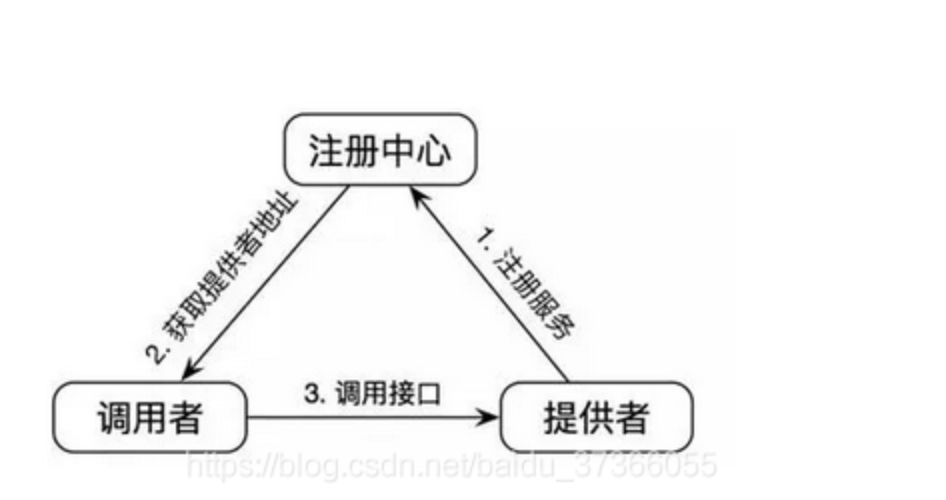 注册中心
2. 获取提供者地址
1. 注册服务
3. 调用接口
调用者
提供者
https://blog.csdn.net/baidu_37366055